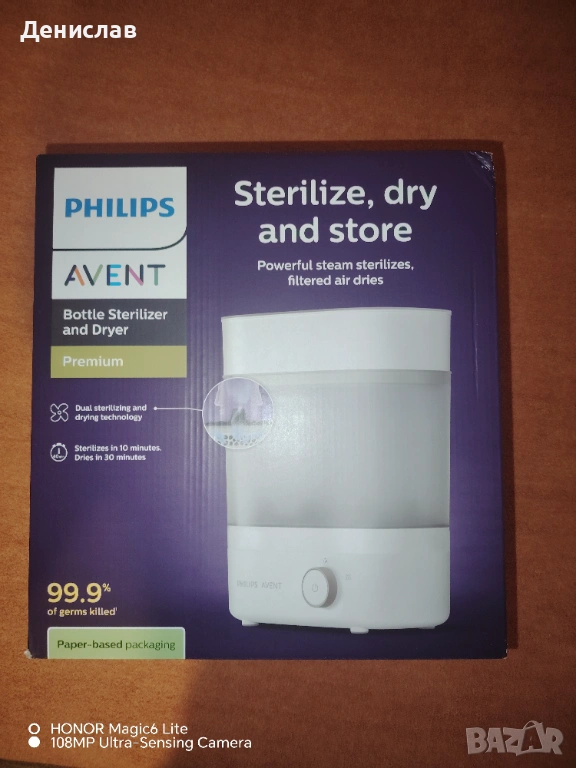 Денислав
PHILIPS
AVENT
Bottle Sterilizer
and Dryer
Premium
Sterilize, dry
and store
Powerful steam sterilizes,
filtered air dries
Dual sterilizing and
drying technology
Sterilizes in 10 minutes.
Dries in 30 minutes
PHILIPS AVENT
99.9%
of germs killed¹
Paper-based packaging
HONOR Magic6 Lite
108MP Ultra-Sensing Camera
BAZAR